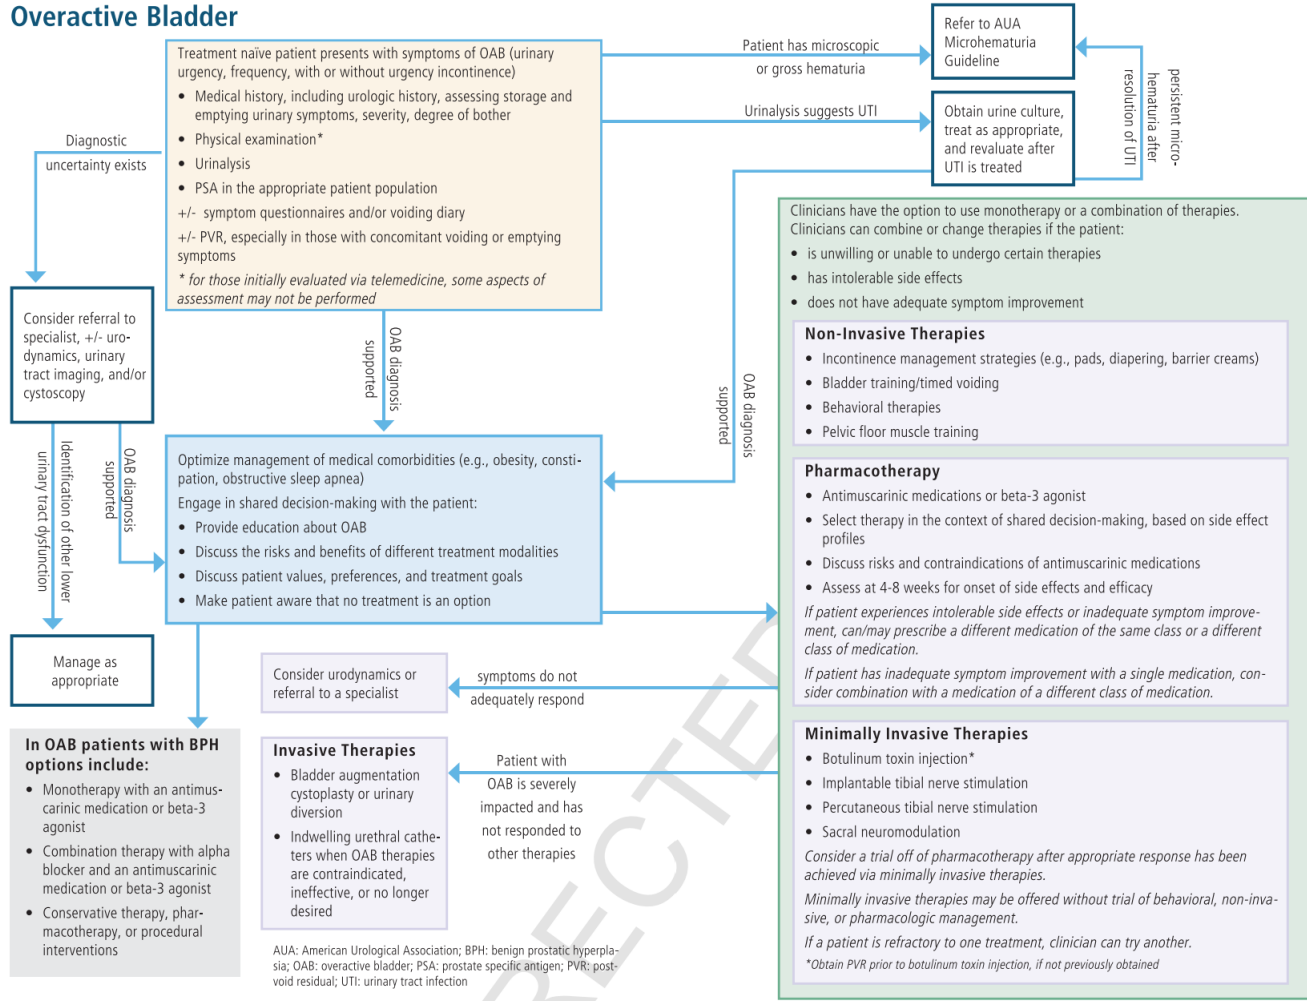 Overactive Bladder
Treatment naïve patient presents with symptoms of OAB (urinary
urgency, frequency, with or without urgency incontinence)
• Medical history, including urologic history, assessing storage and
emptying urinary symptoms, severity, degree of bother
• Physical examination*
• Urinalysis
• PSA in the appropriate patient population
+/- symptom questionnaires and/or voiding diary
+/- PVR, especially in those with concomitant voiding or emptying
symptoms
* for those initially evaluated via telemedicine, some aspects of
assessment may not be performed
Patient has microscopic
or gross hematuria
Refer to AUA
Microhematuria
Guideline
Urinalysis suggests UTI
Obtain urine culture,
treat as appropriate,
and revaluate after
UTI is treated
persistent micro-
hematuria after
resolution of UTI
Diagnostic
uncertainty exists
Consider referral to
specialist, +/- uro-
dynamics, urinary
tract imaging, and/or
cystoscopy
OAB diagnosis
supported
OAB diagnosis
supported
Identification of other lower
urinary tract dysfunction
OAB diagnosis
supported
Manage as
appropriate
Optimize management of medical comorbidities (e.g., obesity, consti-
pation, obstructive sleep apnea)
Engage in shared decision-making with the patient:
• Provide education about OAB
• Discuss the risks and benefits of different treatment modalities
• Discuss patient values, preferences, and treatment goals
• Make patient aware that no treatment is an option
In OAB patients with BPH
options include:
• Monotherapy with an antimus-
carinic medication or beta-3
agonist
• Combination therapy with alpha
blocker and an antimuscarinic
medication or beta-3 agonist
• Conservative therapy, phar-
macotherapy, or procedural
interventions
Consider urodynamics or
referral to a specialist
symptoms do not
adequately respond
Invasive Therapies
• Bladder augmentation
cystoplasty or urinary
diversion
• Indwelling urethral cathe-
ters when OAB therapies
are contraindicated,
ineffective, or no longer
desired
Patient with
OAB is severely
impacted and has
not responded to
other therapies
AUA: American Urological Association; BPH: benign prostatic hyperpla-
sia; OAB: overactive bladder; PSA: prostate specific antigen; PVR: post-
void residual; UTI: urinary tract infection
Clinicians have the option to use monotherapy or a combination of therapies.
Clinicians can combine or change therapies if the patient:
• is unwilling or unable to undergo certain therapies
• has intolerable side effects
• does not have adequate symptom improvement
Non-Invasive Therapies
• Incontinence management strategies (e.g., pads, diapering, barrier creams)
• Bladder training/timed voiding
• Behavioral therapies
• Pelvic floor muscle training
Pharmacotherapy
• Antimuscarinic medications or beta-3 agonist
• Select therapy in the context of shared decision-making, based on side effect
profiles
• Discuss risks and contraindications of antimuscarinic medications
• Assess at 4-8 weeks for onset of side effects and efficacy
If patient experiences intolerable side effects or inadequate symptom improve-
ment, can/may prescribe a different medication of the same class or a different
class of medication.
If patient has inadequate symptom improvement with a single medication, con-
sider combination with a medication of a different class of medication.
Minimally Invasive Therapies
• Botulinum toxin injection*
• Implantable tibial nerve stimulation
• Percutaneous tibial nerve stimulation
• Sacral neuromodulation
Consider a trial off of pharmacotherapy after appropriate response has been
achieved via minimally invasive therapies.
Minimally invasive therapies may be offered without trial of behavioral, non-inva-
sive, or pharmacologic management.
If a patient is refractory to one treatment, clinician can try another.
*Obtain PVR prior to botulinum toxin injection, if not previously obtained